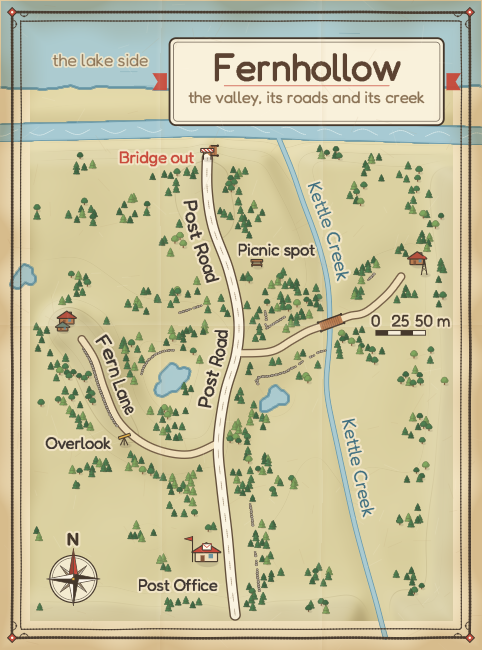 the lake side
Fernhollow
the valley, its roads and its creek
Bridge out
Post Road
Kettle Creek
Picnic spot
0 25 50 m
Post Road
Fern Lane
Overlook
Kettle Creek
N
Post Office